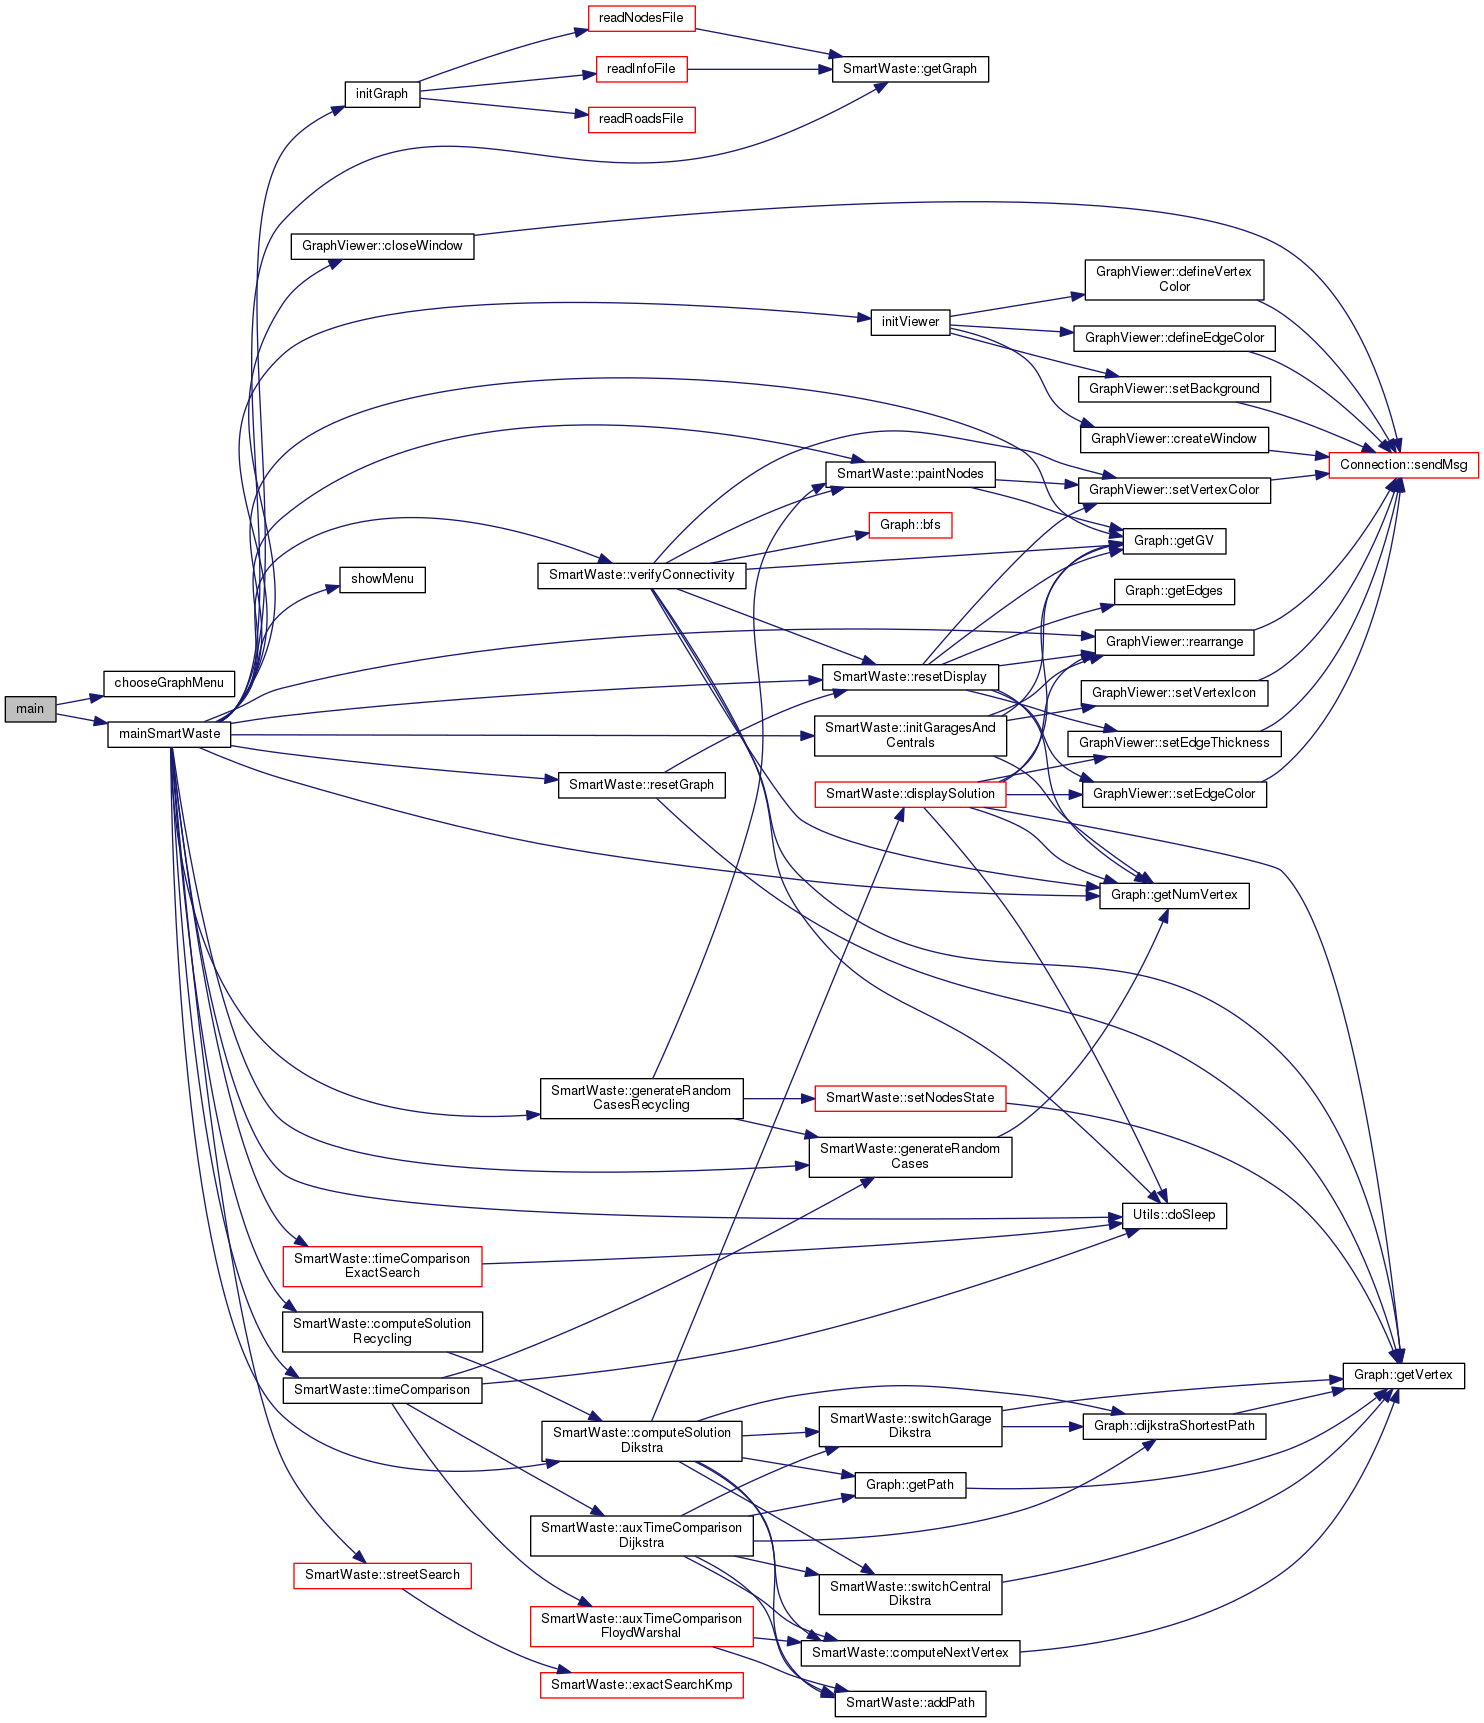 readNodesFile
readInfoFile
SmartWaste::getGraph
initGraph
readRoadsFile
GraphViewer::closeWindow
GraphViewer::defineVertex
Color
initViewer
GraphViewer::defineEdgeColor
GraphViewer::setBackground
GraphViewer::createWindow
Connection::sendMsg
SmartWaste::paintNodes
GraphViewer::setVertexColor
Graph::bfs
Graph::getGV
SmartWaste::verifyConnectivity
showMenu
Graph::getEdges
GraphViewer::rearrange
SmartWaste::resetDisplay
chooseGraphMenu
GraphViewer::setVertexIcon
main
mainSmartWaste
SmartWaste::initGaragesAnd
Centrals
GraphViewer::setEdgeThickness
SmartWaste::resetGraph
SmartWaste::displaySolution
GraphViewer::setEdgeColor
Graph::getNumVertex
SmartWaste::generateRandom
CasesRecycling
SmartWaste::setNodesState
SmartWaste::generateRandom
Cases
Utils::doSleep
SmartWaste::timeComparison
ExactSearch
SmartWaste::computeSolution
Recycling
SmartWaste::timeComparison
Graph::getVertex
SmartWaste::computeSolution
Dikstra
SmartWaste::switchGarage
Dikstra
Graph::dijkstraShortestPath
Graph::getPath
SmartWaste::auxTimeComparison
Dijkstra
SmartWaste::streetSearch
SmartWaste::switchCentral
Dikstra
SmartWaste::auxTimeComparison
FloydWarshal
SmartWaste::computeNextVertex
SmartWaste::exactSearchKmp
SmartWaste::addPath